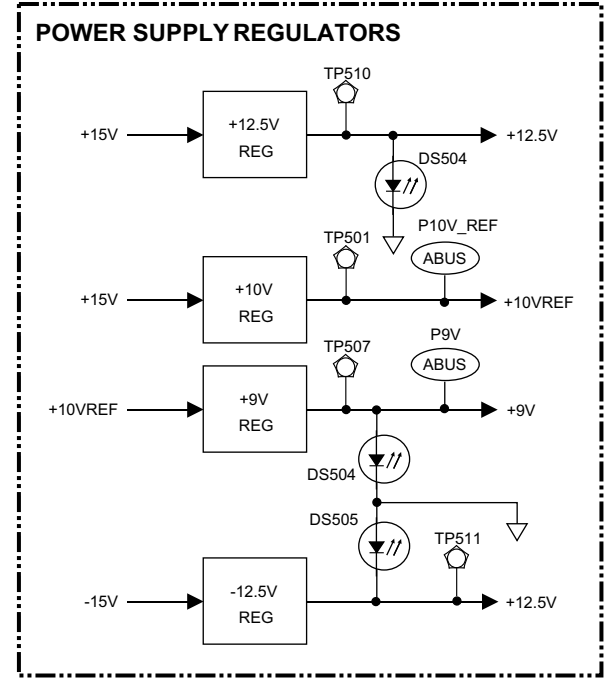 POWER SUPPLY REGULATORS
TP510
+15V
+12.5V
REG
+12.5V
DS504
P10V_REF
TP501
ABUS
+15V
+10V
REG
+10VREF
P9V
TP507
ABUS
+10VREF
+9V
REG
+9V
DS504
DS505
TP511
-15V
-12.5V
REG
+12.5V